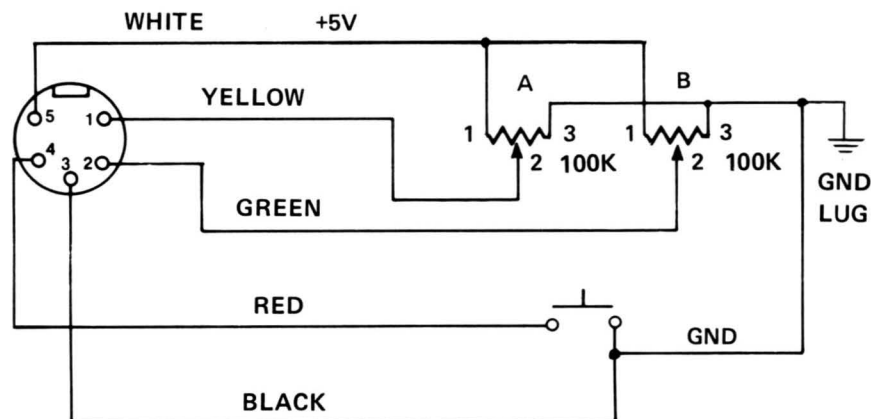 WHITE +5V
A B
YELLOW
5 1
1 3 1 3
4
3 2
2 100K 2 100K
GND
LUG
GREEN
RED
GND
BLACK